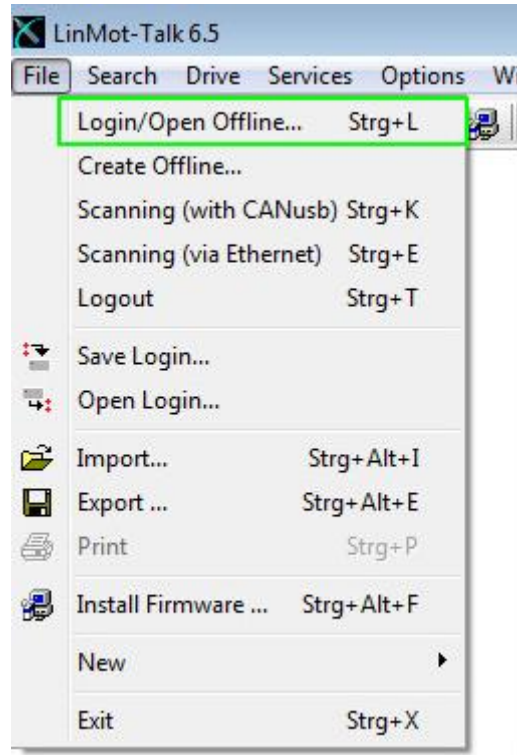 LinMot-Talk 6.5
File Search Drive Services Options
Login/Open Offline... Strg+L
Create Offline...
Scanning (with CANusb) Strg+K
Scanning (via Ethernet) Strg+E
Logout Strg+T
Save Login...
Open Login...
Import... Strg+Alt+I
Export ... Strg+Alt+E
Print Strg+P
Install Firmware ... Strg+Alt+F
New
Exit Strg+X